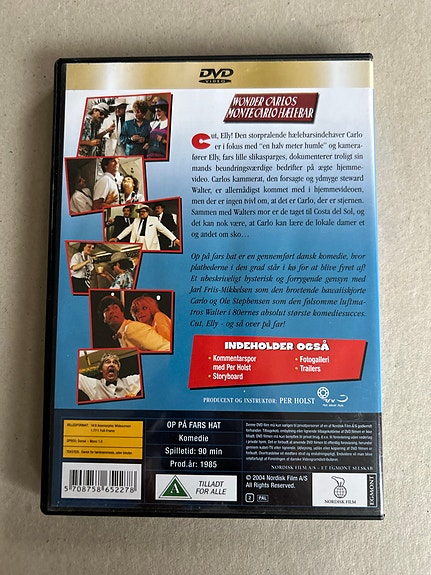 DVD
VIDEO
WONDER CARLOS
MONTE CARLO HÆLEBAR
Cut, Elly! Den storpralende hælebarsindehaver Carlo
er i fokus med "en halv meter humle" og kamera-
fører Elly, fars lille slikasparges, dokumenterer troligt sin
mands beundringsværdige bedrifter på ægte hjemme-
video. Carlos kammerat, den forsagte og ydmyge steward
Walter, er allernådigst kommet med i hjemmevideoen,
men der er ingen tvivl om, at det er Carlo, der er stjernen.
Sammen med Walters mor er de taget til Costa del Sol, og
det kan nok være, at Carlo kan lære de lokale damer et
og andet om sko...
Op på fars hat er en gennemført dansk komedie, hvor
plathederne i den grad står i kø for at blive fyret af!
Et ubeskriveligt hysterisk og forrygende gensyn med
Jarl Friis-Mikkelsen som den brovtende hawaiiskjorte
Carlo og Ole Stephensen som den følsomme luftma-
tros Walter i 80ernes absolut største komediesucces.
Cut, Elly - og så over på far!
INDEHOLDER OGSÅ
• Kommentarspor
med Per Holst
• Storyboard
• Fotogalleri
• Trailers
PRODUCENT OG INSTRUKTØR: PER HOLST
OP PÅ FARS HAT
Komedie
Spilletid: 90 min
Prod.år: 1985
5 708758 652278
A
TILLADT
FOR ALLE
NORDISK FILM A/S – ET EGMONT SELSKAB
© 2004 Nordisk Film A/S
All Rights Reserved.
2
PAL
NORDISK FILM
EGMONT